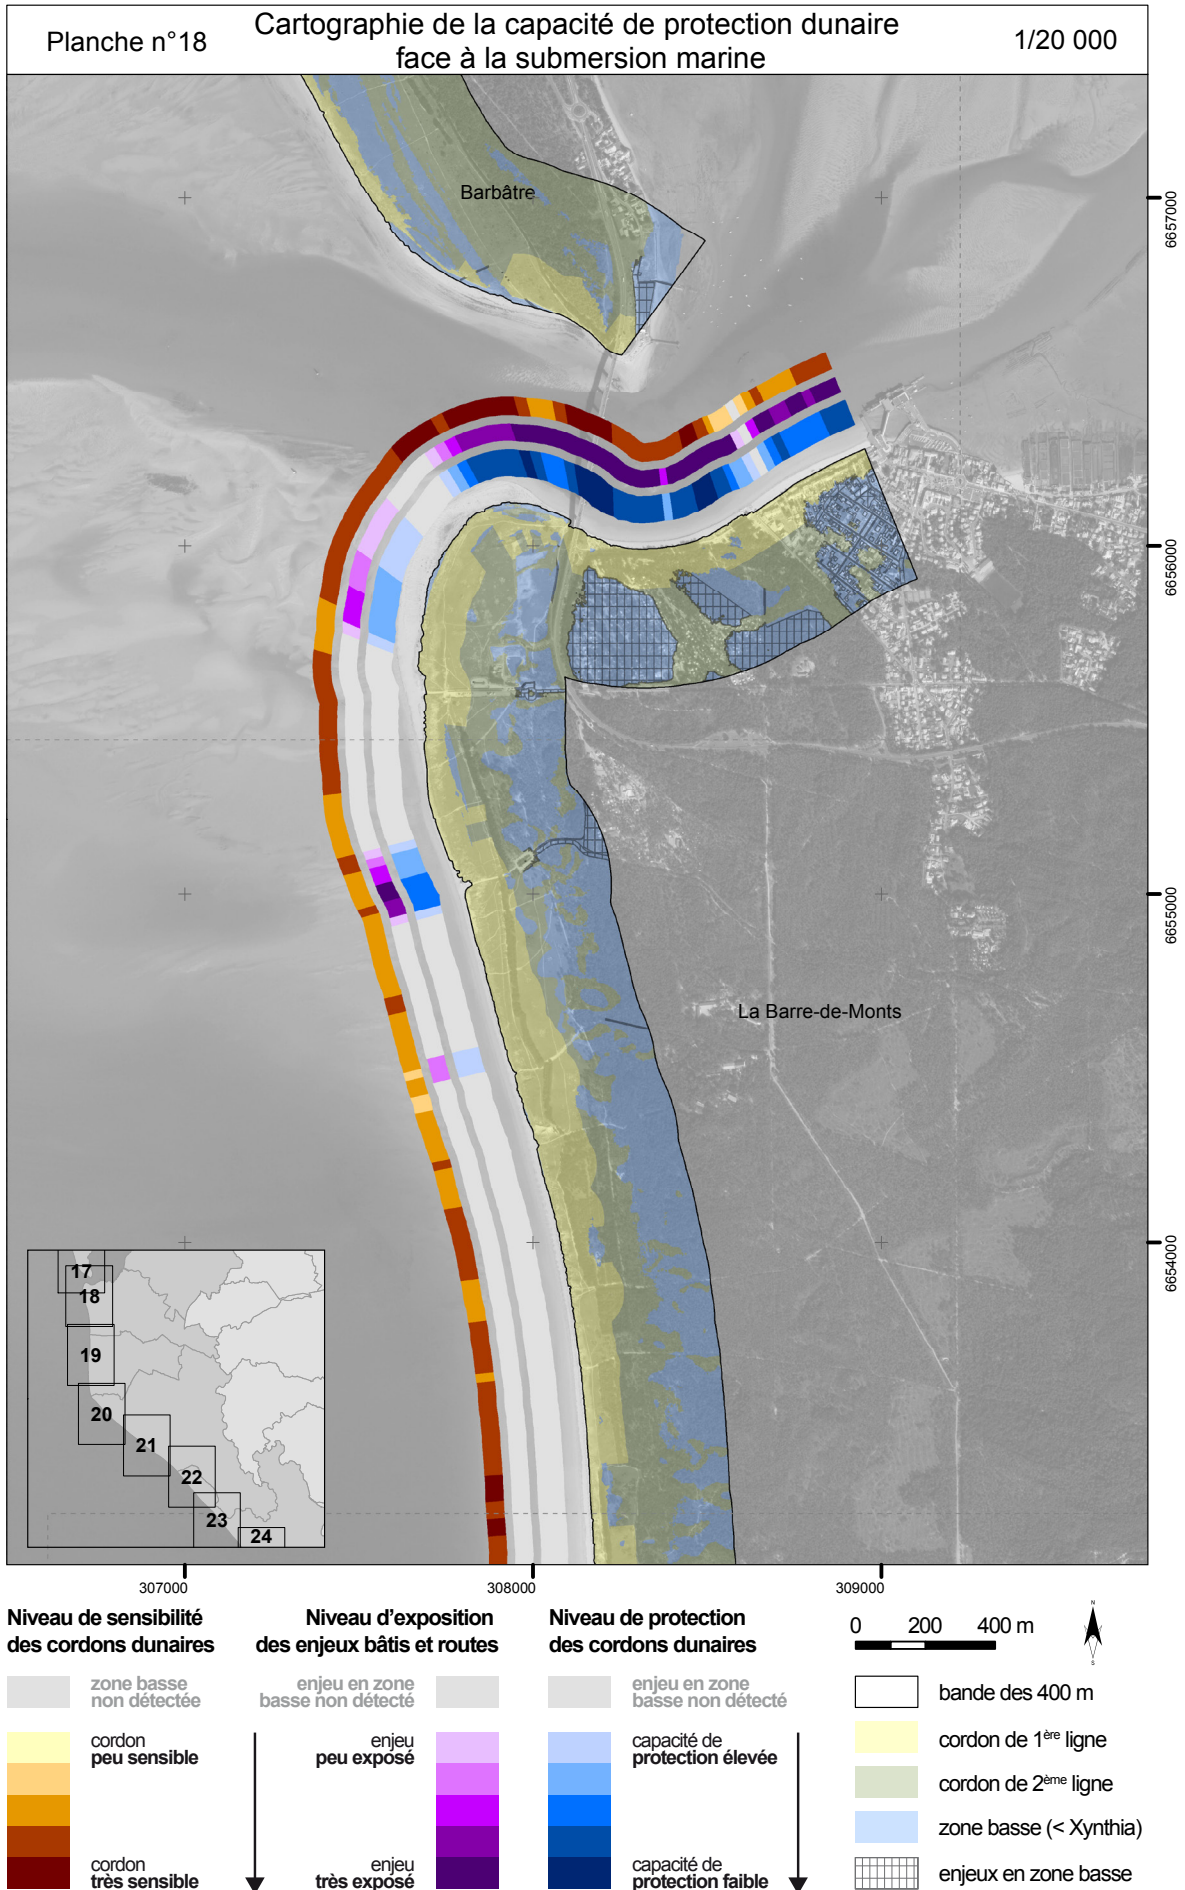 Planche n°18
Cartographie de la capacité de protection dunaire
face à la submersion marine
1/20 000
Barbâtre
La Barre-de-Monts
6657000
6656000
6655000
6654000
17
18
19
20
21
22
23
24
307000
308000
309000
Niveau de sensibilité
des cordons dunaires
zone basse
non détectée
cordon
peu sensible
cordon
très sensible
Niveau d'exposition
des enjeux bâtis et routes
enjeu en zone
basse non détecté
enjeu
peu exposé
enjeu
très exposé
Niveau de protection
des cordons dunaires
enjeu en zone
basse non détecté
capacité de
protection élevée
capacité de
protection faible
0 200 400 m
N
S
bande des 400 m
cordon de 1ère ligne
cordon de 2ème ligne
zone basse (< Xynthia)
enjeux en zone basse